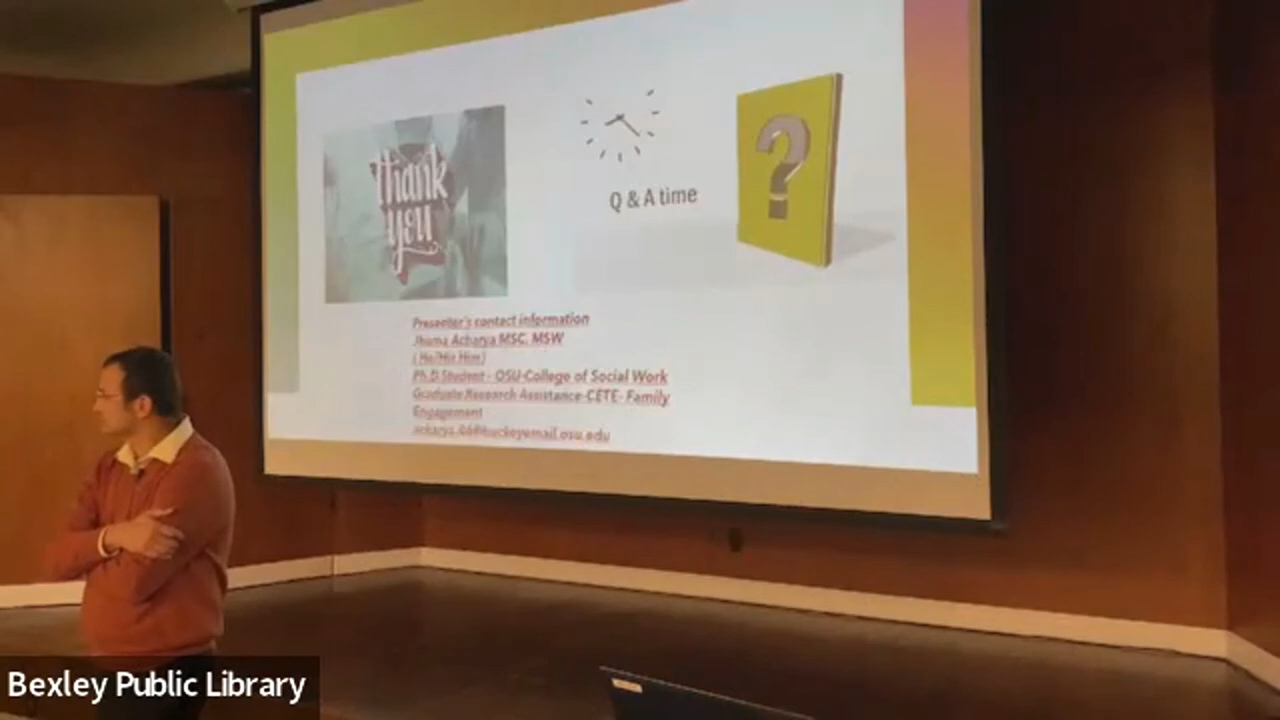 thank
you
?
Q & A time
Presenter's contact information
Jhuma Acharya MSC. MSW
( He/His Him)
Ph.D Student - OSU-College of Social Work
Graduate Research Assistance-CETE- Family
Engagement
Bexley Public Library